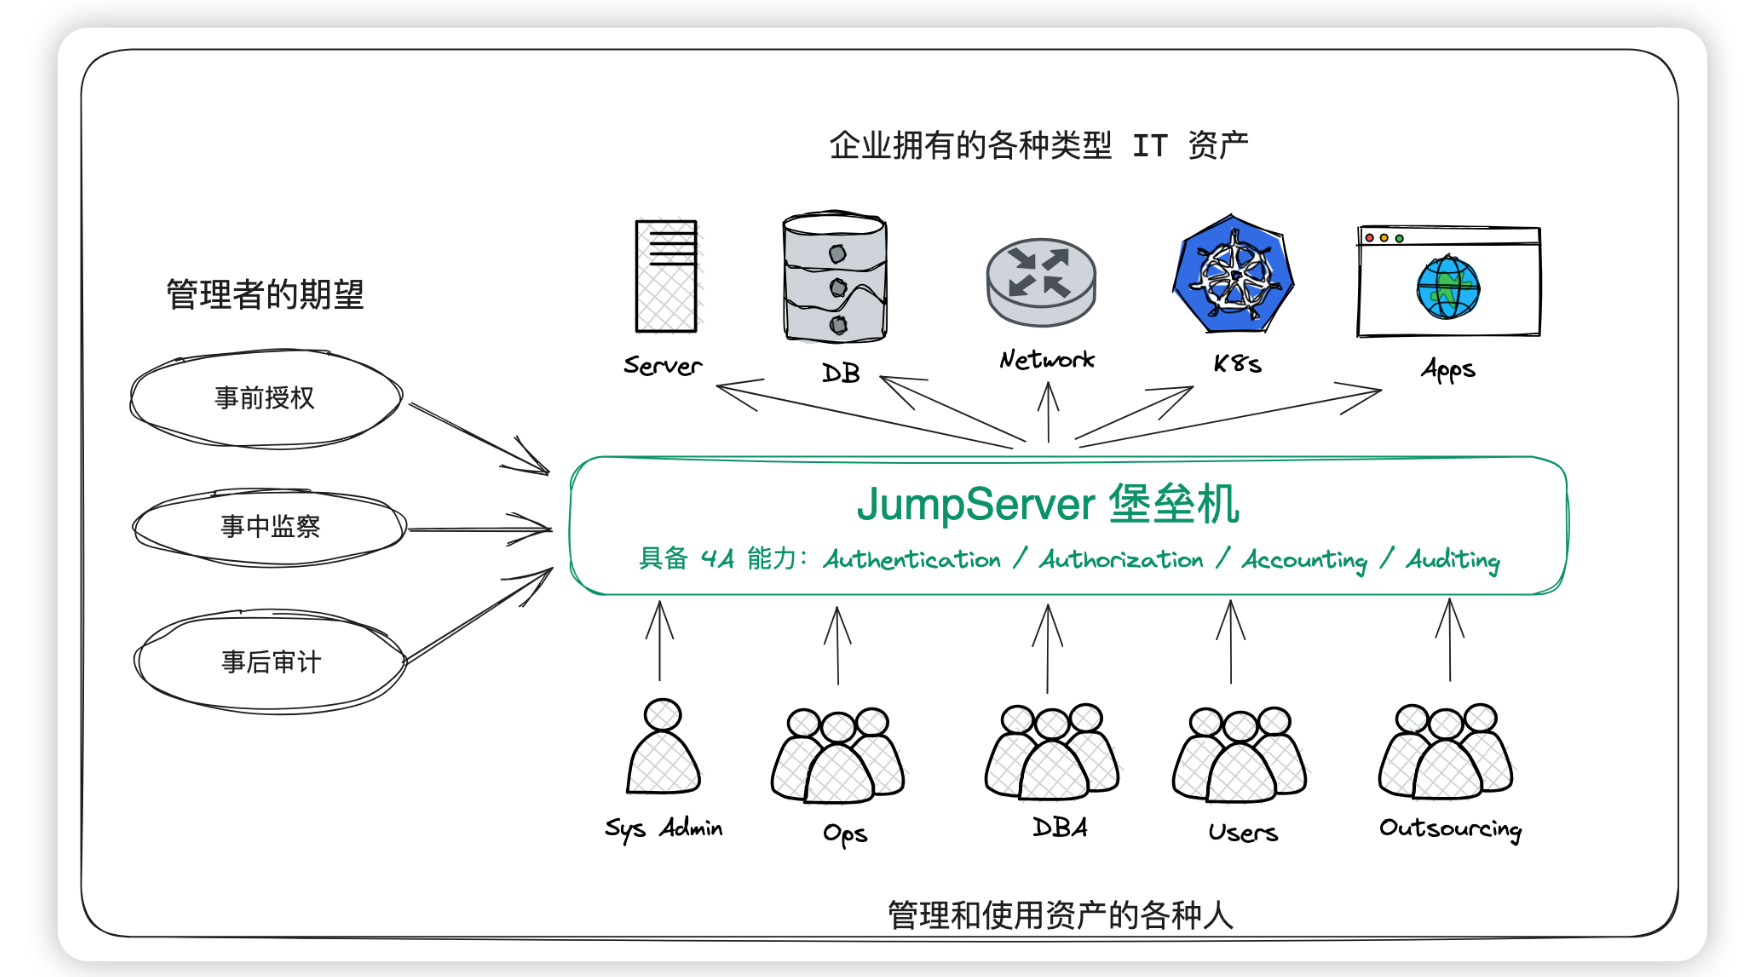 企业拥有的各种类型 IT 资产
Server
DB
Network
K8s
Apps
管理者的期望
事前授权
事中监察
事后审计
JumpServer 堡垒机
具备 4A 能力: Authentication / Authorization / Accounting / Auditing
Sys Admin
Ops
DBA
Users
Outsourcing
管理和使用资产的各种人